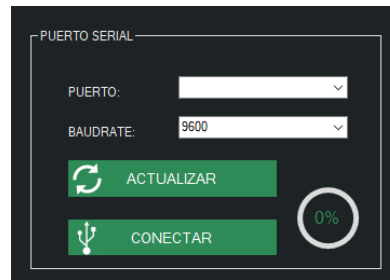 PUERTO SERIAL
PUERTO:
BAUDRATE: 9600
ACTUALIZAR
CONECTAR
0%